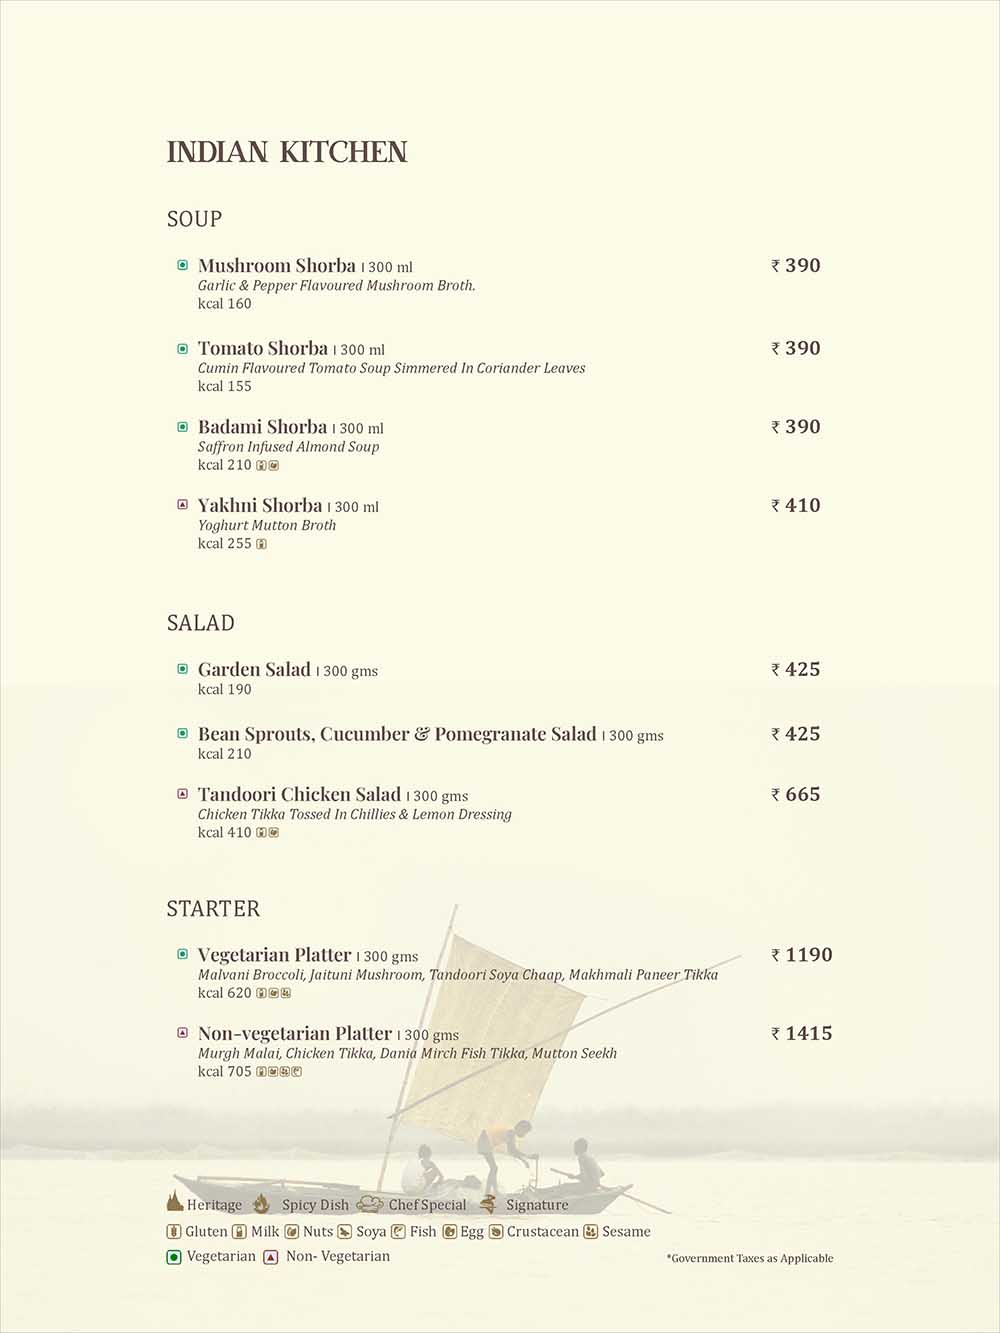 INDIAN KITCHEN
SOUP
Mushroom Shorba I 300 ml ₹ 390
Garlic & Pepper Flavoured Mushroom Broth.
kcal 160
Tomato Shorba I 300 ml ₹ 390
Cumin Flavoured Tomato Soup Simmered In Coriander Leaves
kcal 155
Badami Shorba I 300 ml ₹ 390
Saffron Infused Almond Soup
kcal 210
Yakhni Shorba I 300 ml ₹ 410
Yoghurt Mutton Broth
kcal 255
SALAD
Garden Salad I 300 gms ₹ 425
kcal 190
Bean Sprouts, Cucumber & Pomegranate Salad I 300 gms ₹ 425
kcal 210
Tandoori Chicken Salad I 300 gms ₹ 665
Chicken Tikka Tossed In Chillies & Lemon Dressing
kcal 410
STARTER
Vegetarian Platter I 300 gms ₹ 1190
Malvani Broccoli, Jaituni Mushroom, Tandoori Soya Chaap, Makhmali Paneer Tikka
kcal 620
Non-vegetarian Platter I 300 gms ₹ 1415
Murgh Malai, Chicken Tikka, Dania Mirch Fish Tikka, Mutton Seekh
kcal 705
Heritage Spicy Dish Chef Special Signature
Gluten Milk Nuts Soya Fish Egg Crustacean Sesame
Vegetarian Non- Vegetarian *Government Taxes as Applicable